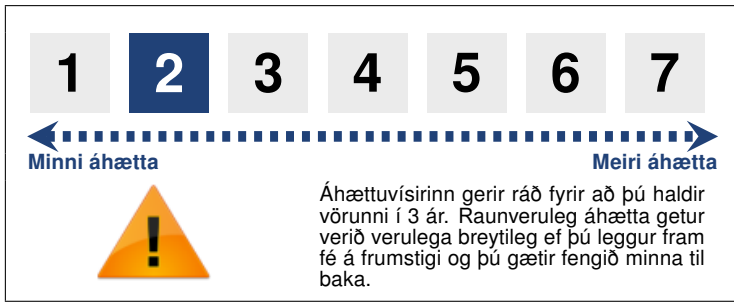 1 2 3 4 5 6 7
Minni áhætta Meiri áhætta
Áhættuvísirinn gerir ráð fyrir að þú haldir
vörunni í 3 ár. Raunveruleg áhætta getur
verið verulega breytileg ef þú leggur fram
fé á frumstigi og þú gætir fengið minna til
baka.